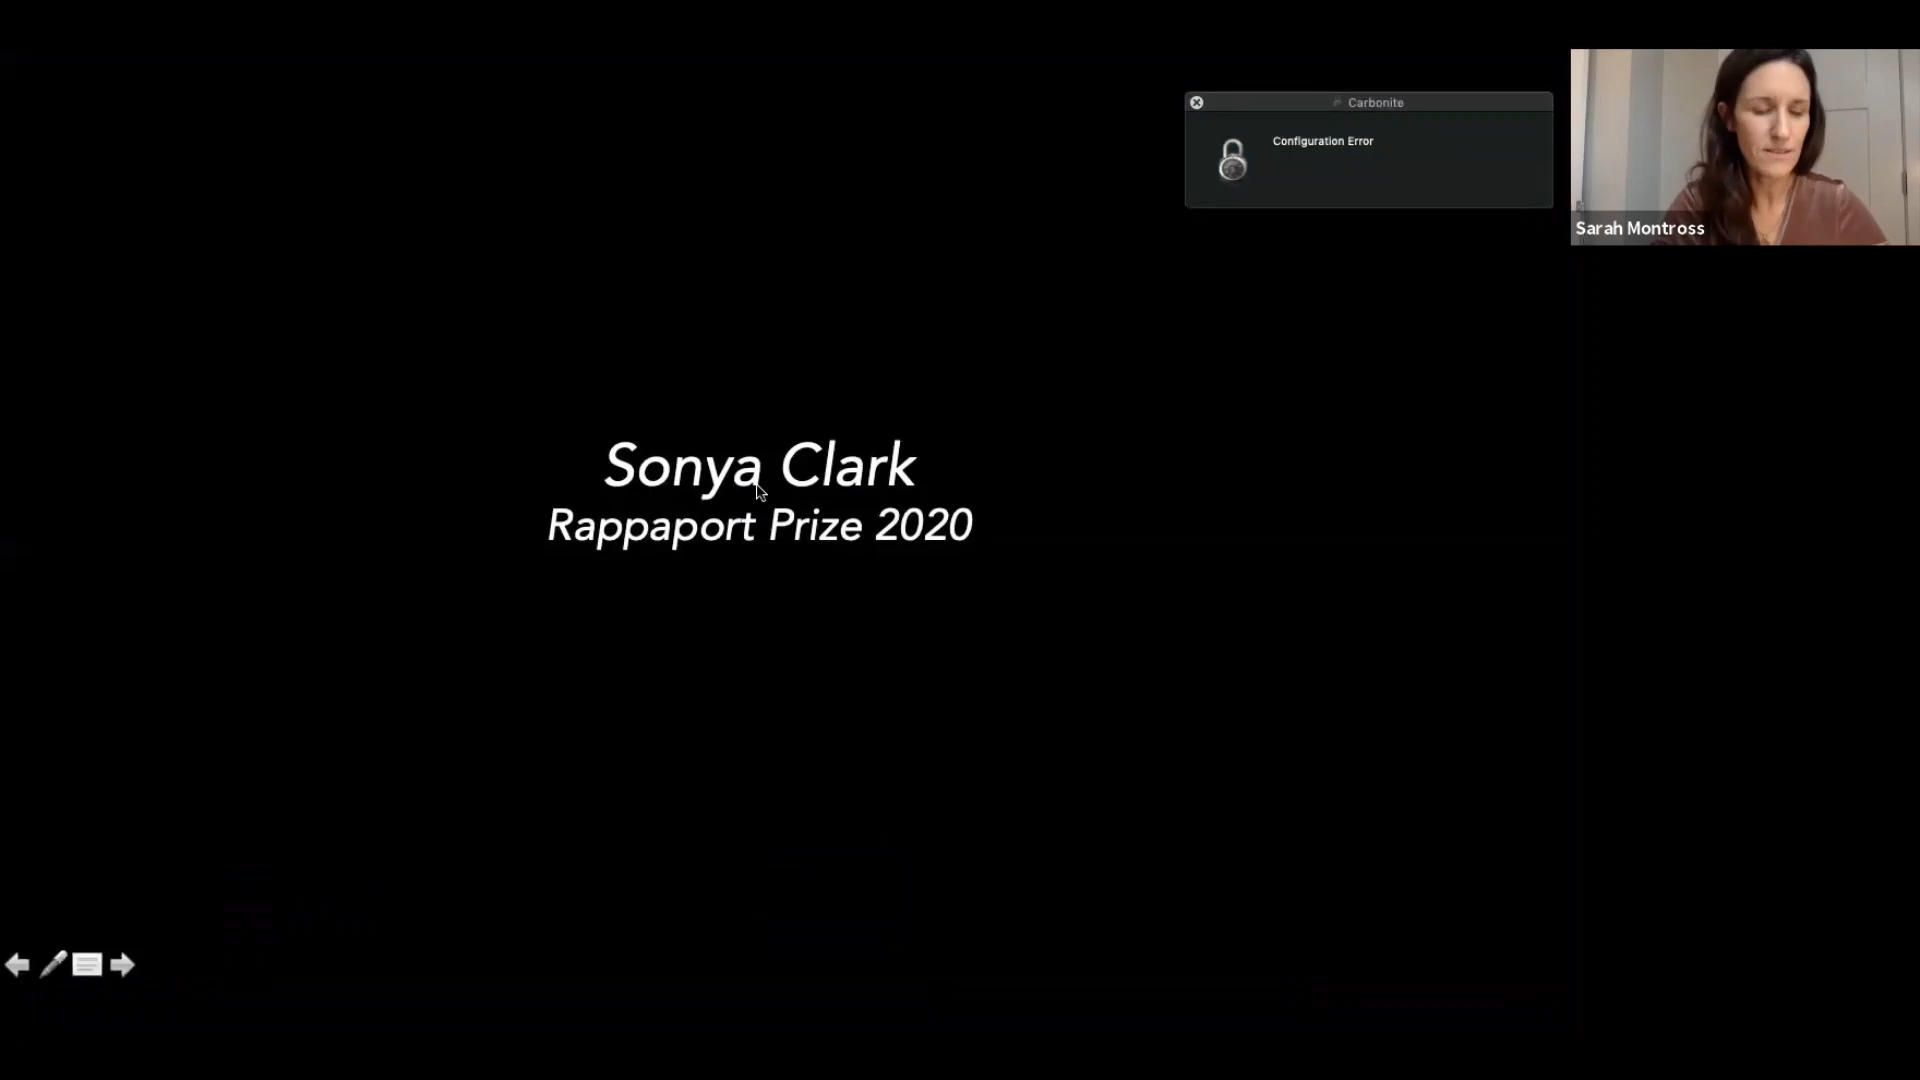 Carbonite
Configuration Error
Sarah Montross
Sonya Clark
Rappaport Prize 2020